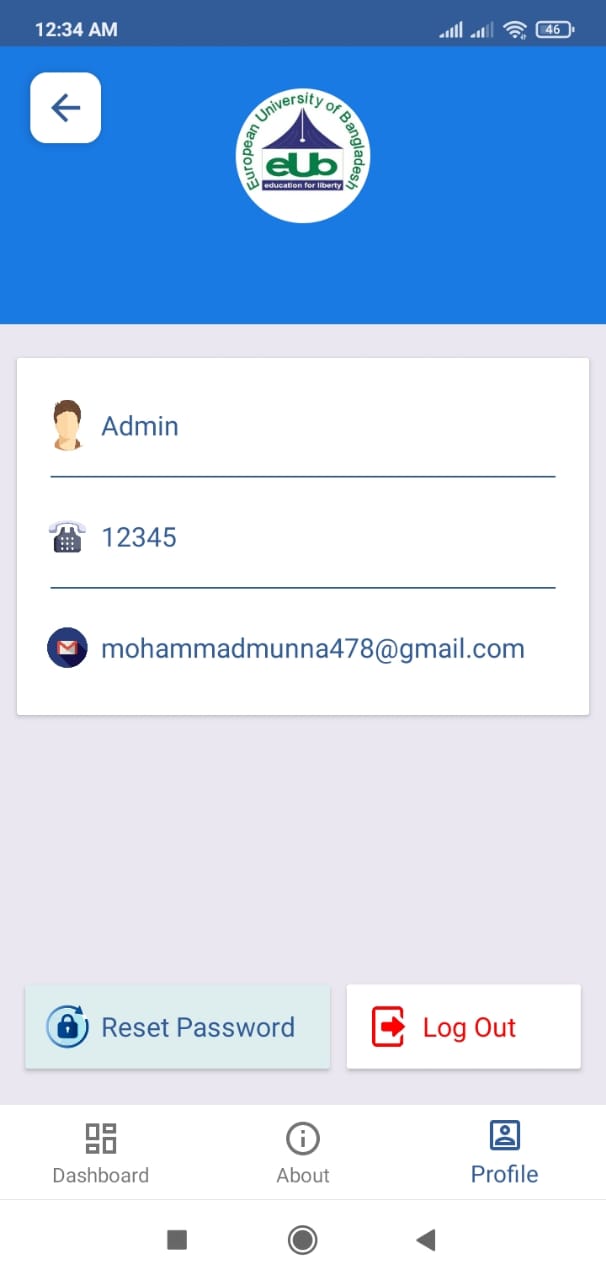 12:34 AM
46
European University of Bangladesh
eUb
education for liberty
Admin
12345
mohammadmunna478@gmail.com
Reset Password
Log Out
Dashboard
About
Profile